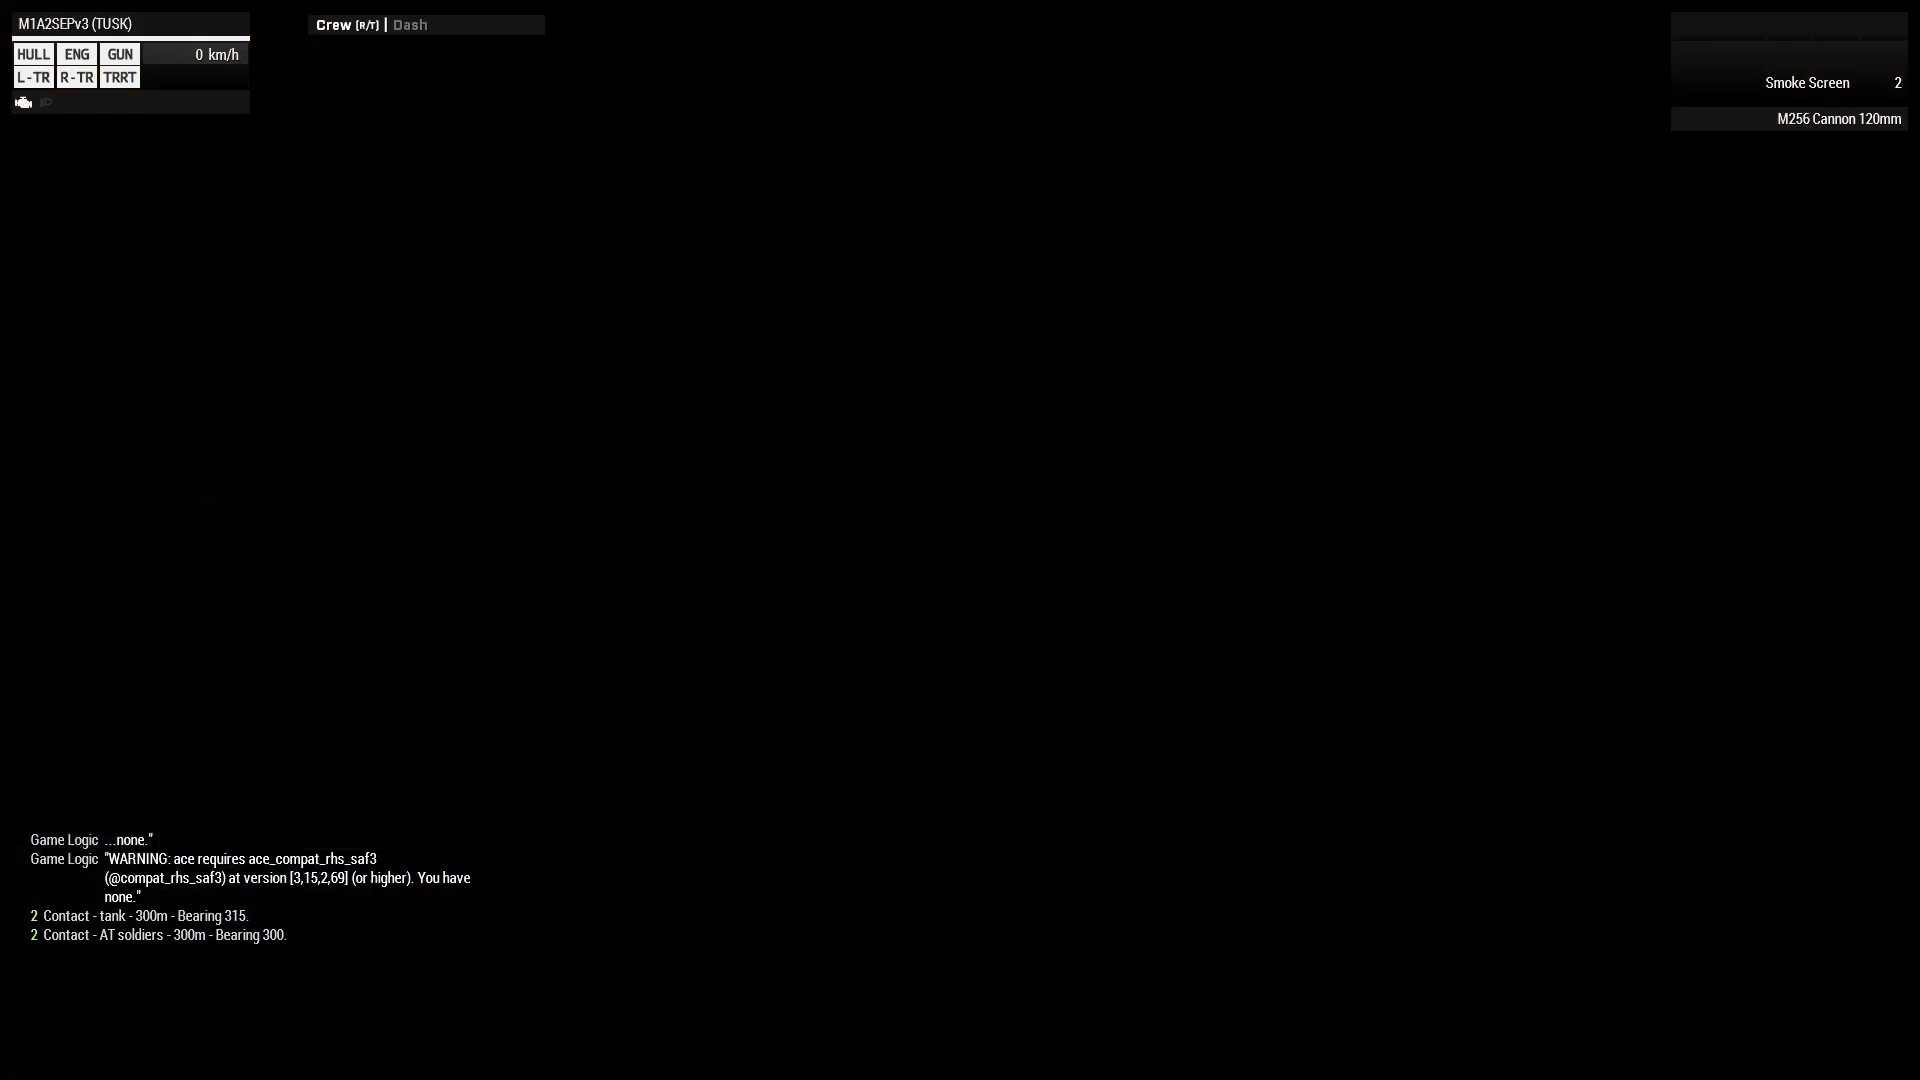 M1A2SEPv3 (TUSK)
HULL ENG GUN 0 km/h
L-TR R-TR TRRT
Crew (R/T) | Dash
Smoke Screen 2
M256 Cannon 120mm
Game Logic ...none."
Game Logic "WARNING: ace requires ace_compat_rhs_saf3
(@compat_rhs_saf3) at version [3,15,2,69] (or higher). You have
none."
2 Contact - tank - 300m - Bearing 315.
2 Contact - AT soldiers - 300m - Bearing 300.